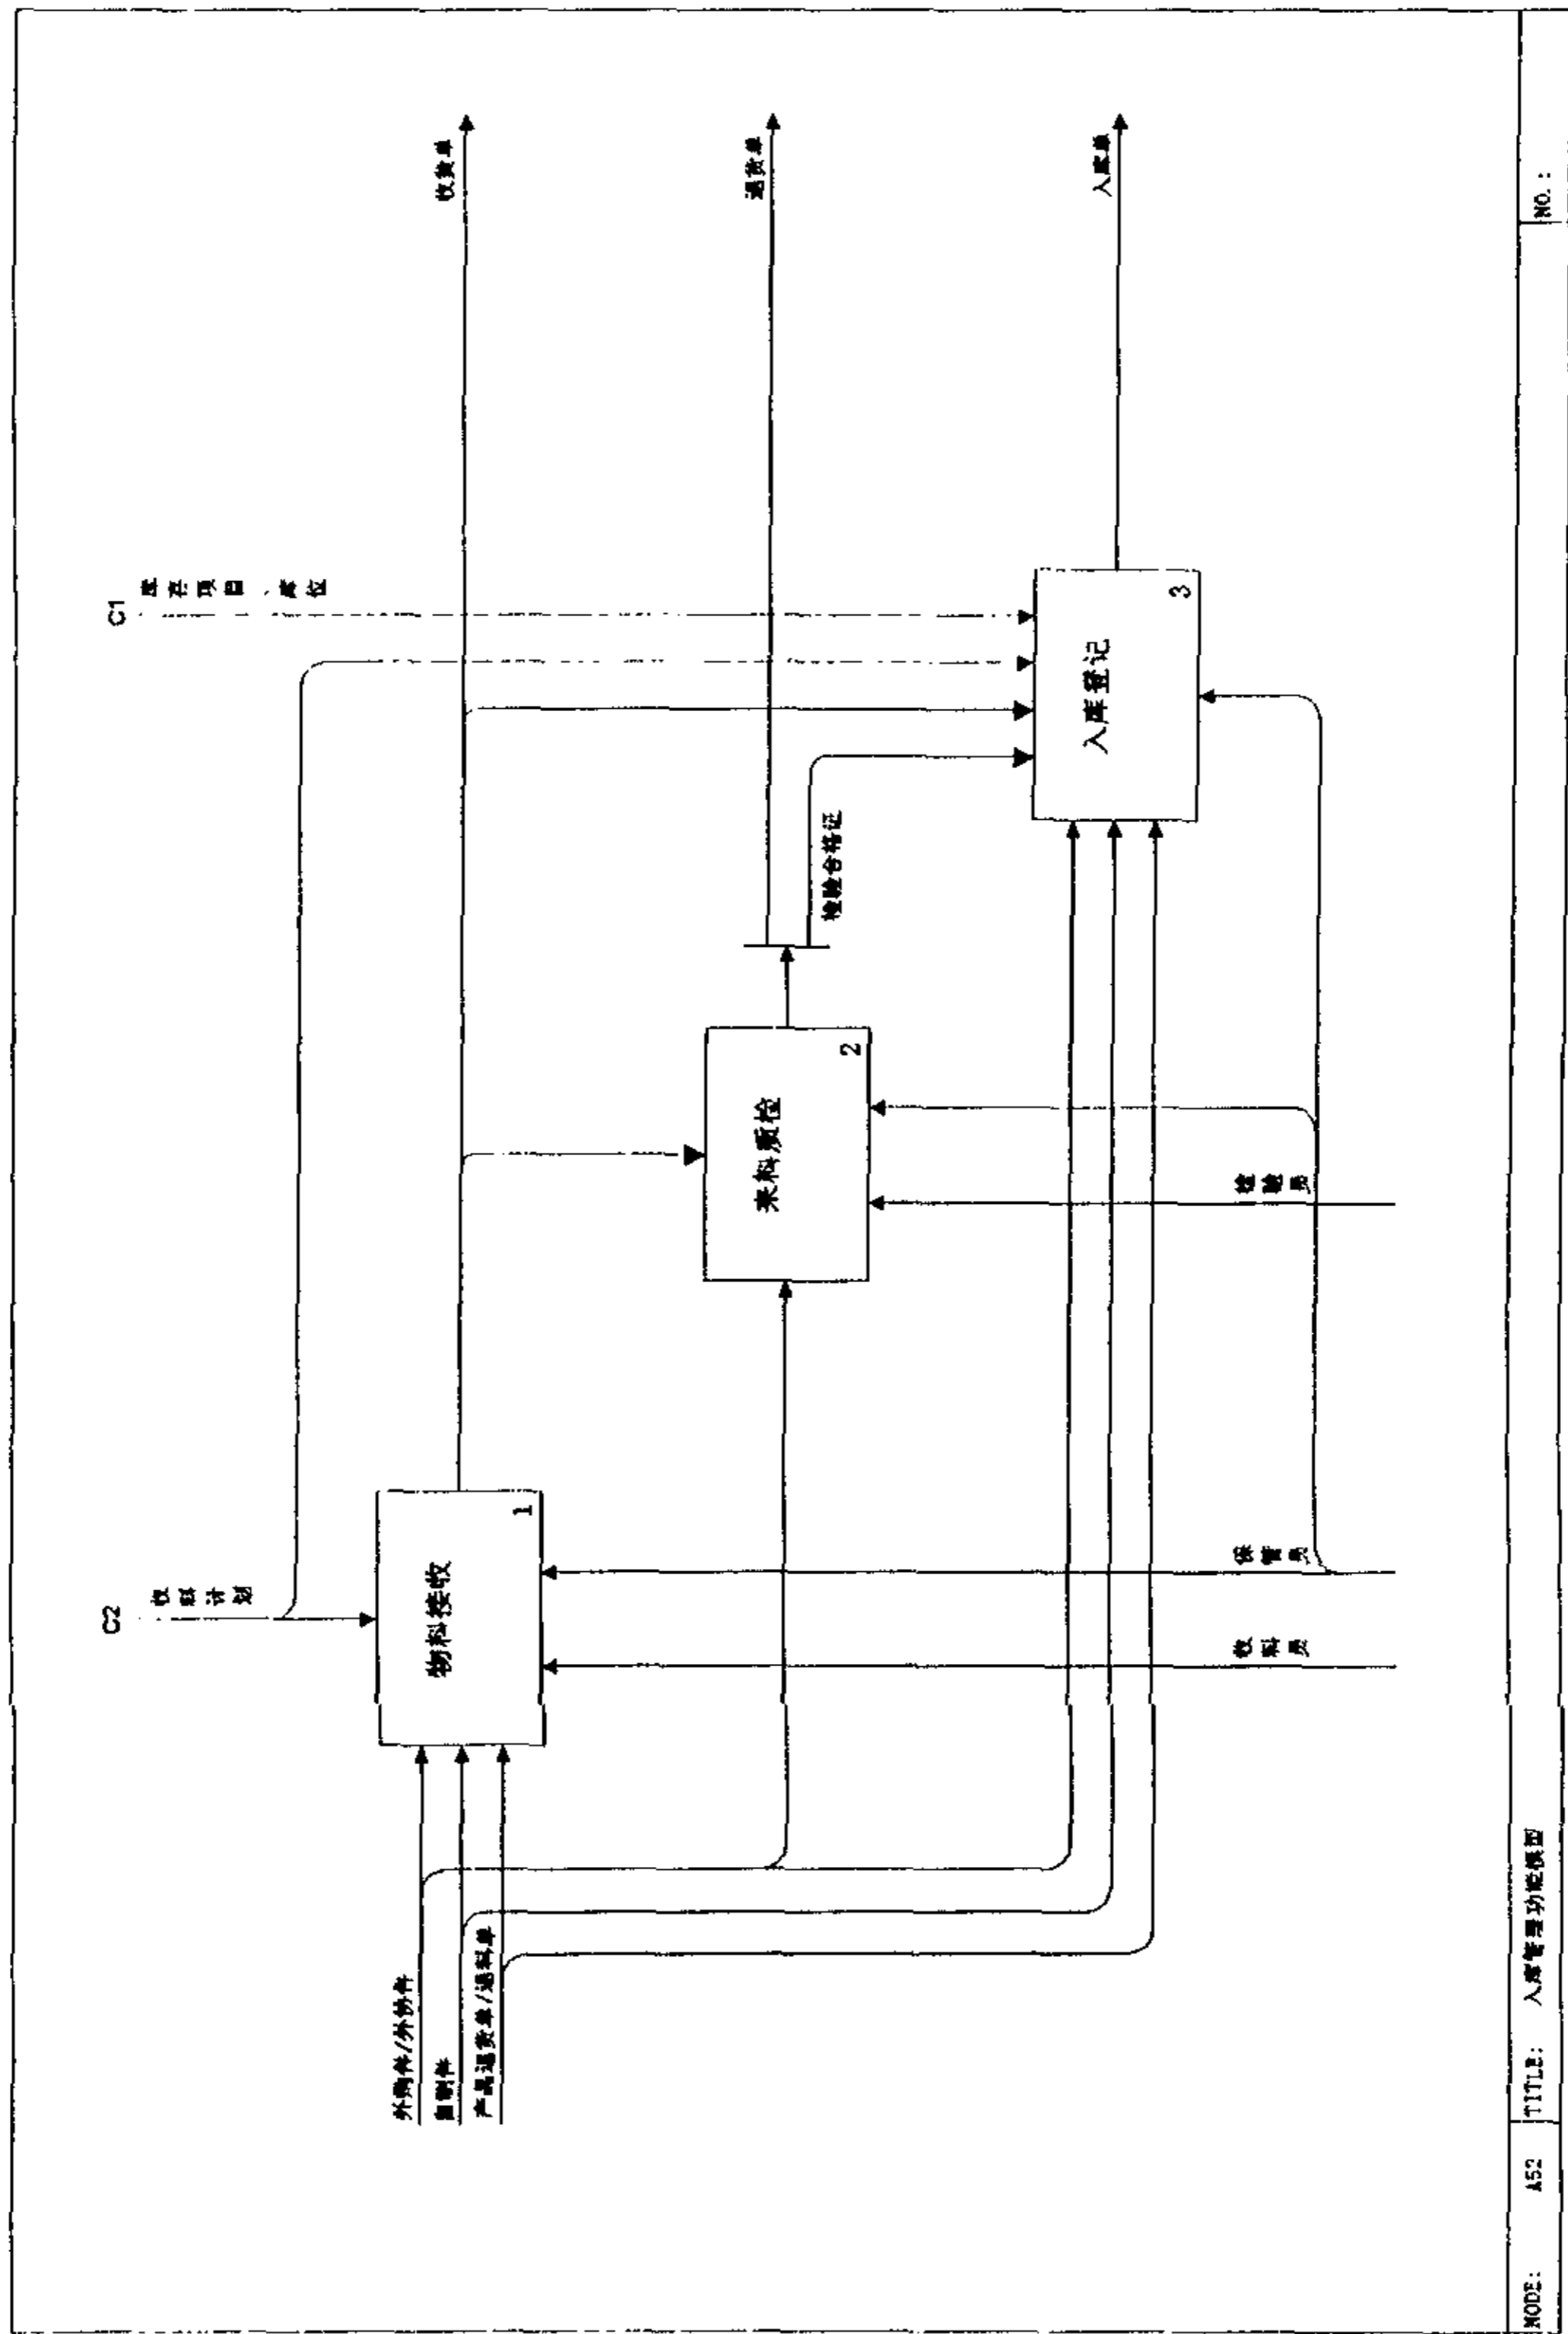 C2
收料计划
C1
库存项目、库位
外购件/外协件
自制件
产品退货单/退料单
物料接收
1
收货单
来料质检
2
退货单
检验合格证
入库登记
3
入库单
收料员
保管员
检验员
NODE: A52
TITLE: 入库管理功能模型
NO.: